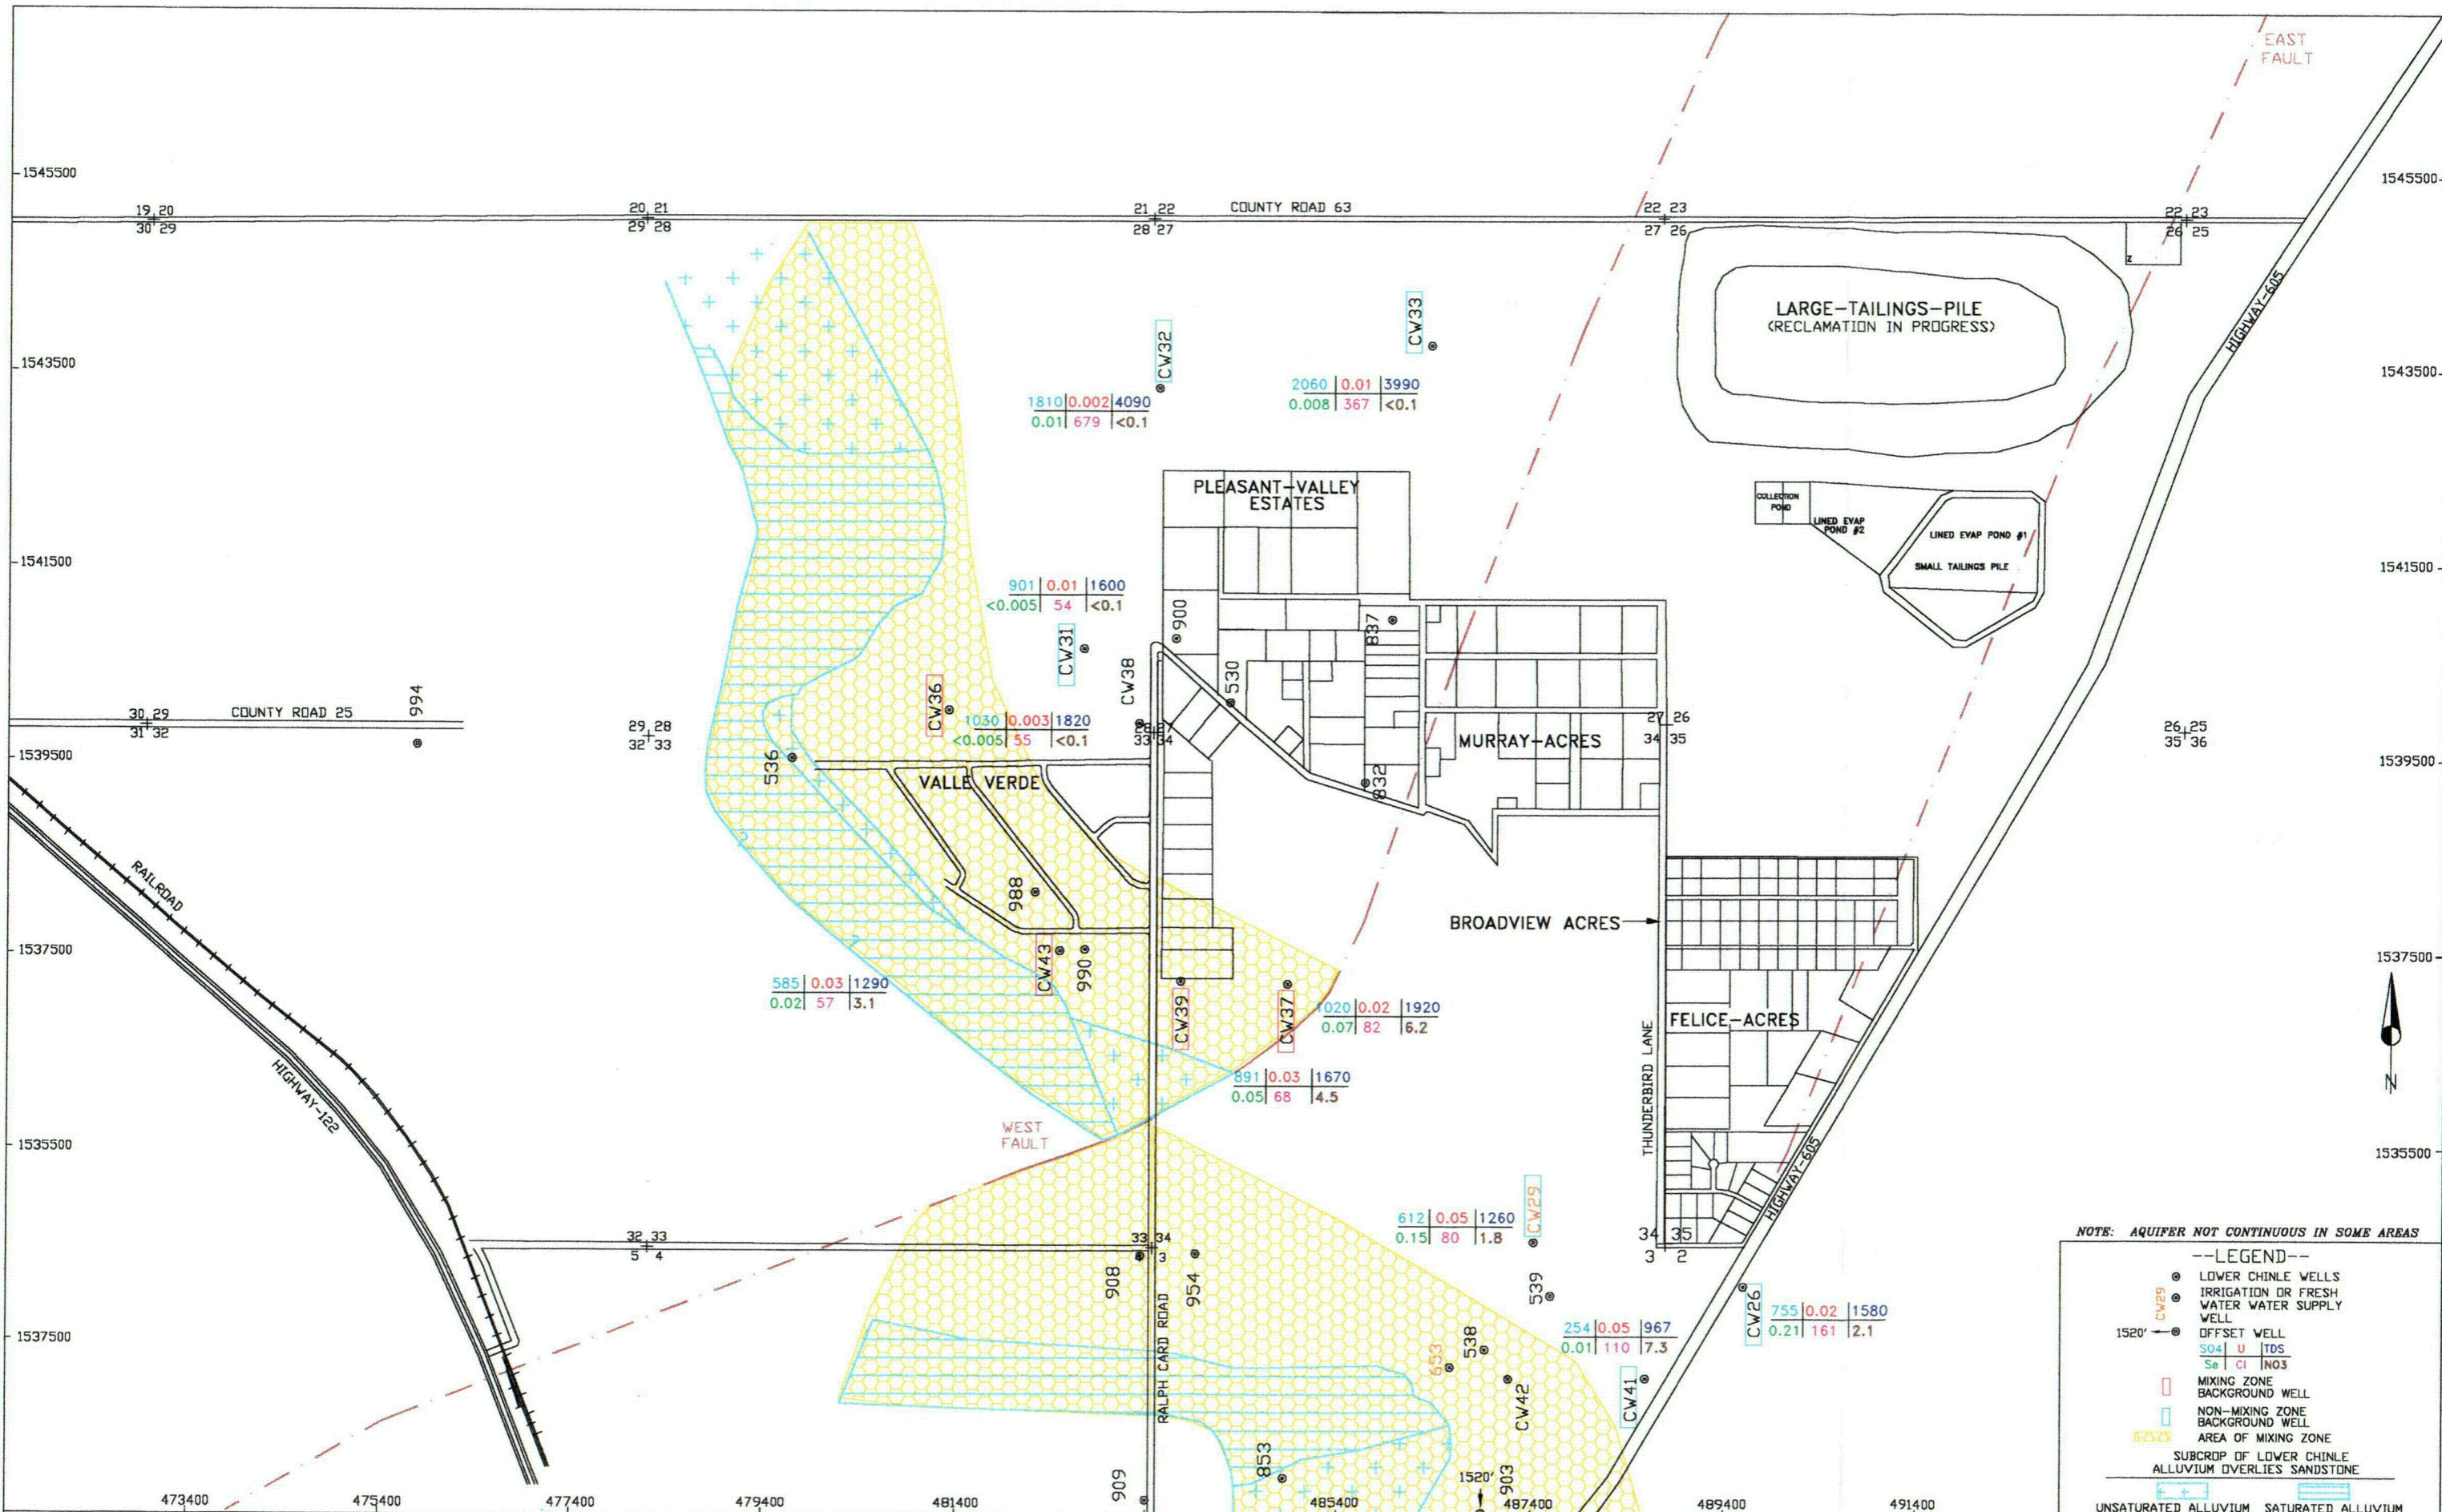 EAST
FAULT
1545500
1545500
19 20
30 29
20 21
29 28
21 22
28 27
COUNTY ROAD 63
22 23
27 26
22 23
26 25
Z
LARGE-TAILINGS-PILE
(RECLAMATION IN PROGRESS)
HIGHWAY-605
CW33
CW32
1543500
1543500
1810 0.002 4090
0.01 679 <0.1
2060 0.01 3990
0.008 367 <0.1
PLEASANT-VALLEY
ESTATES
COLLECTION
POND
LINED EVAP
POND #2
LINED EVAP POND #1
SMALL TAILINGS PILE
1541500
1541500
901 0.01 1600
<0.005 54 <0.1
CW31
900
837
CW38
530
CW36
994
30 29
31 32
COUNTY ROAD 25
29 28
32 33
1030 0.003 1820
<0.005 55 <0.1
28 27
33 34
27 26
34 35
26 25
35 36
MURRAY-ACRES
1539500
1539500
536
VALLE VERDE
832
RAILROAD
988
BROADVIEW ACRES
1537500
1537500
CW43
990
585 0.03 1290
0.02 57 3.1
CW39
CW37
1020 0.02 1920
0.07 82 6.2
FELICE-ACRES
THUNDERBIRD LANE
HIGHWAY-122
891 0.03 1670
0.05 68 4.5
N
WEST
FAULT
1535500
1535500
HIGHWAY-605
612 0.05 1260
0.15 80 1.8
CW29
32 33
5 4
33 34
4 3
34 35
3 2
908
954
539
RALPH CARD ROAD
1537500
254 0.05 967
0.01 110 7.3
CW26
755 0.02 1580
0.21 161 2.1
653
538
CW42
CW41
853
909
1520'
903
473400
475400
477400
479400
481400
485400
487400
489400
491400
NOTE: AQUIFER NOT CONTINUOUS IN SOME AREAS
--LEGEND--
LOWER CHINLE WELLS
CW29
IRRIGATION OR FRESH
WATER WATER SUPPLY
WELL
1520'
OFFSET WELL
SO4 U TDS
Se Cl NO3
MIXING ZONE
BACKGROUND WELL
NON-MIXING ZONE
BACKGROUND WELL
AREA OF MIXING ZONE
SUBCROP OF LOWER CHINLE
ALLUVIUM OVERLIES SANDSTONE
UNSATURATED ALLUVIUM SATURATED ALLUVIUM